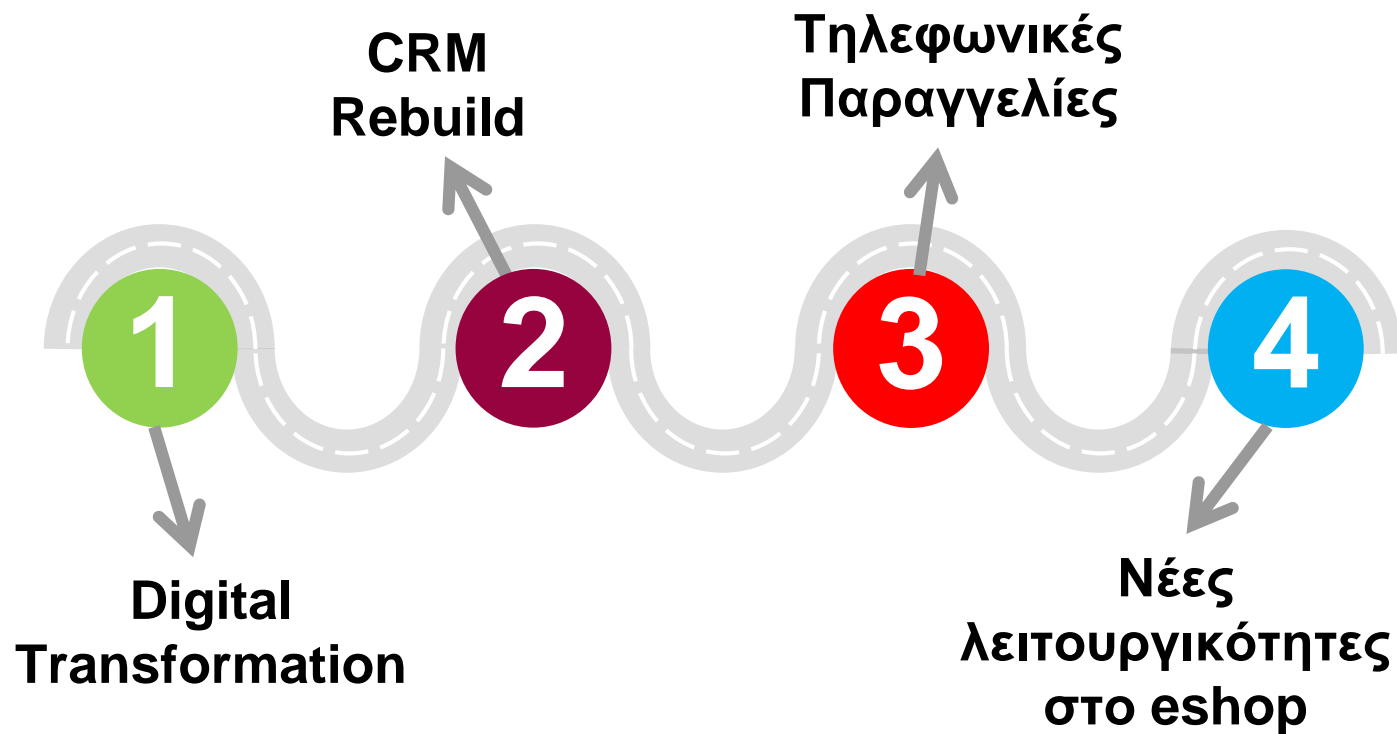 CRM
Rebuild
Τηλεφωνικές
Παραγγελίες
1
2
3
4
Digital
Transformation
Νέες
λειτουργικότητες
στο eshop